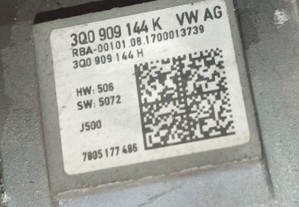 3Q0 909 144 K VW AG
RBA-00101.08.1700013739
3Q0 909 144 H
HW: 506
SW: 5072
J500
7805 177 486